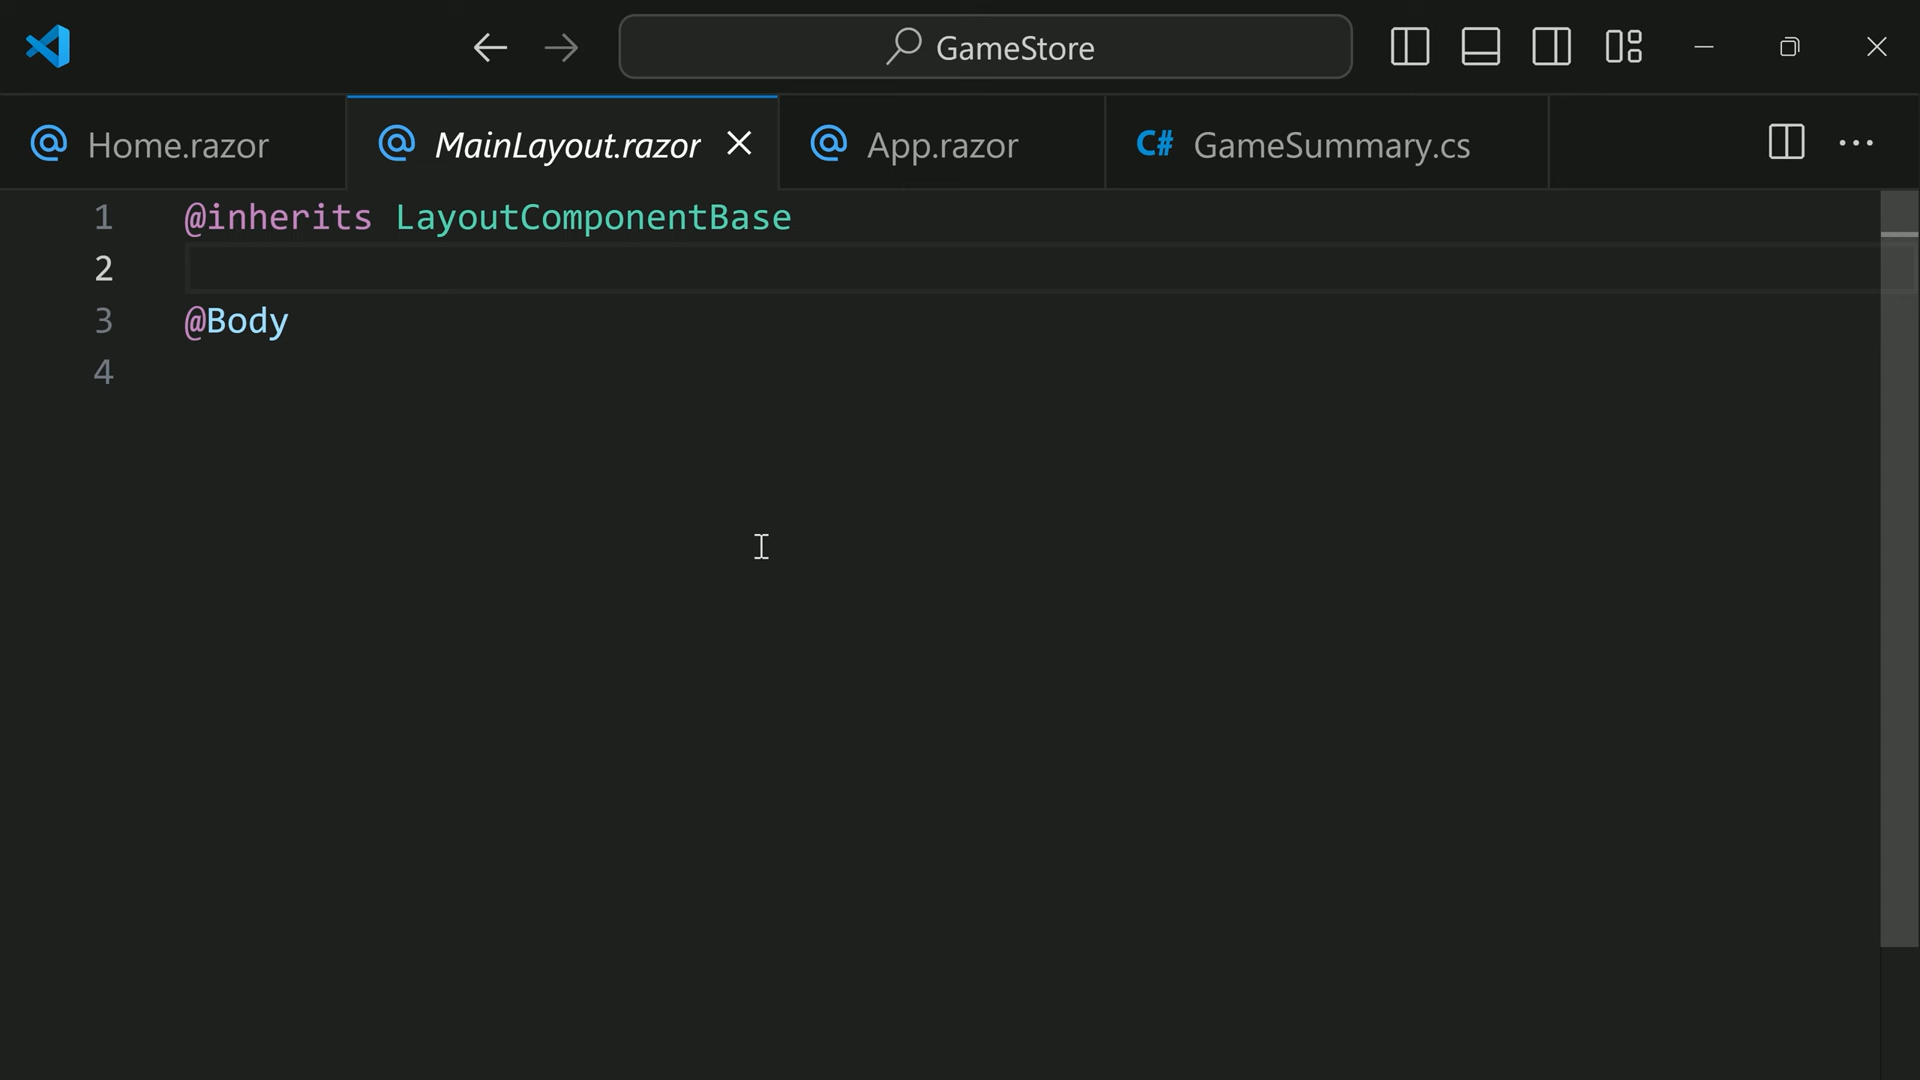 GameStore
Home.razor
MainLayout.razor
App.razor
C# GameSummary.cs
1 @inherits LayoutComponentBase
2
3 @Body
4